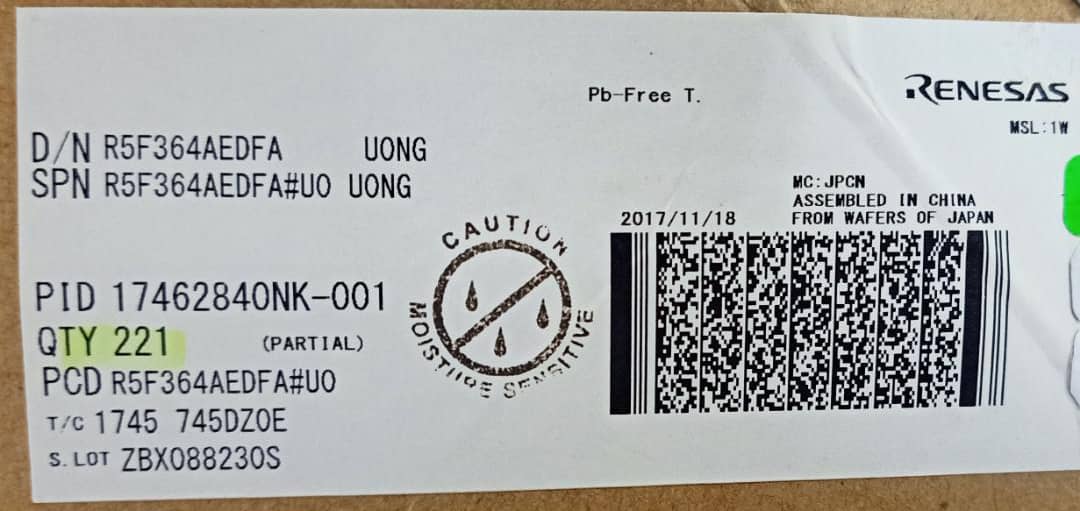 Pb-Free T.
RENESAS
MSL:1W
D/N R5F364AEDFA UONG
SPN R5F364AEDFA#U0 UONG
MC:JPCN
ASSEMBLED IN CHINA
FROM WAFERS OF JAPAN
2017/11/18
CAUTION
MOISTURE SENSITIVE
PID 17462840NK-001
QTY 221 (PARTIAL)
PCD R5F364AEDFA#U0
T/C 1745 745DZ0E
S. LOT ZBX088230S